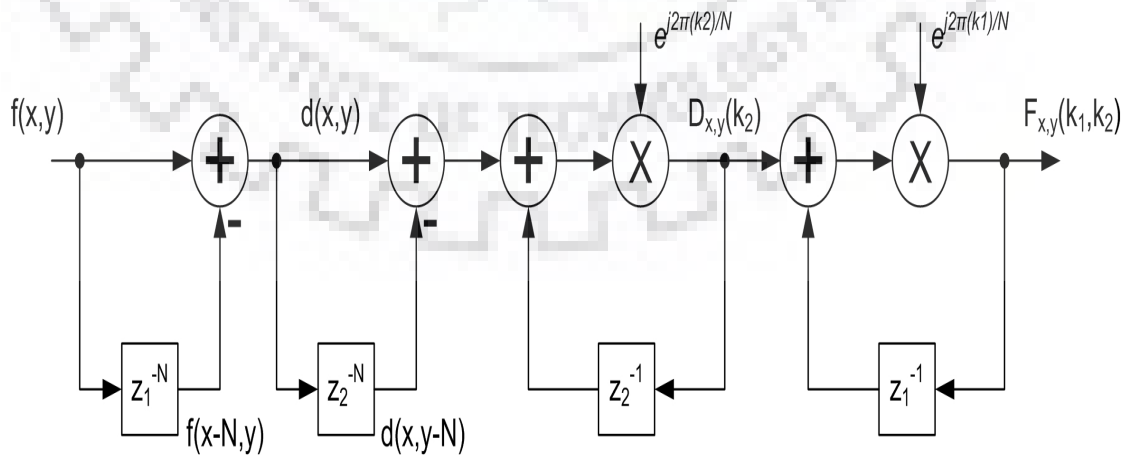 e^{j2π(k2)/N} e^{j2π(k1)/N}
f(x,y) d(x,y) D_{x,y}(k_2) F_{x,y}(k_1,k_2)
+ + + X + X
- -
z_1^{-N} z_2^{-N} z_2^{-1} z_1^{-1}
f(x-N,y) d(x,y-N)